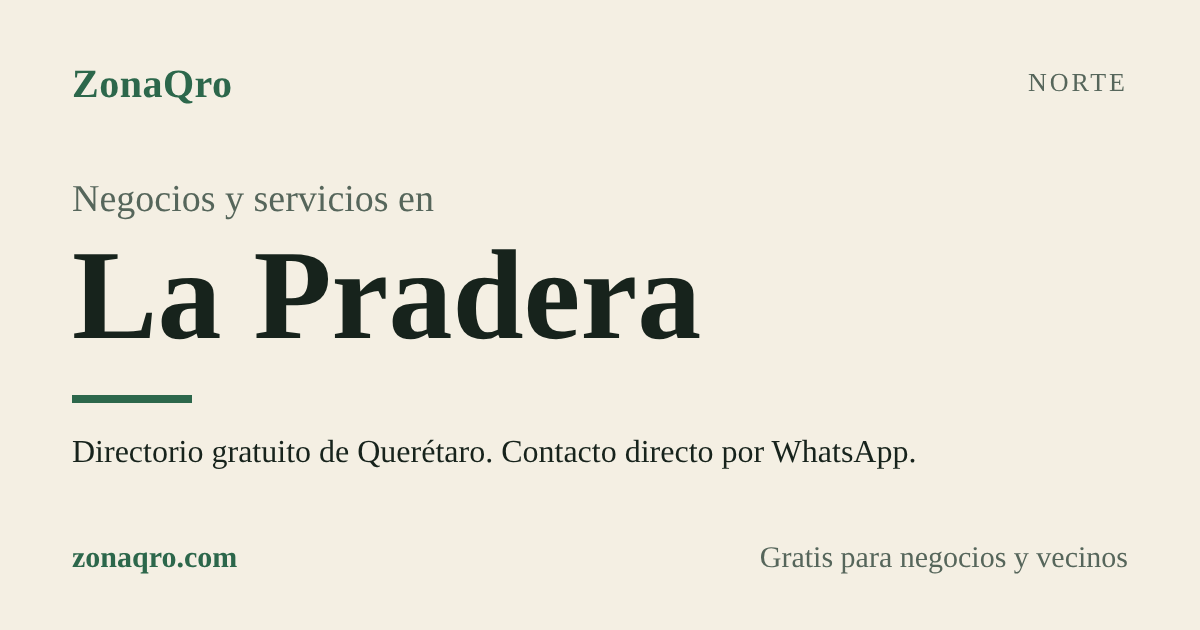 ZonaQro
NORTE
Negocios y servicios en
La Pradera
Directorio gratuito de Querétaro. Contacto directo por WhatsApp.
zonaqro.com
Gratis para negocios y vecinos